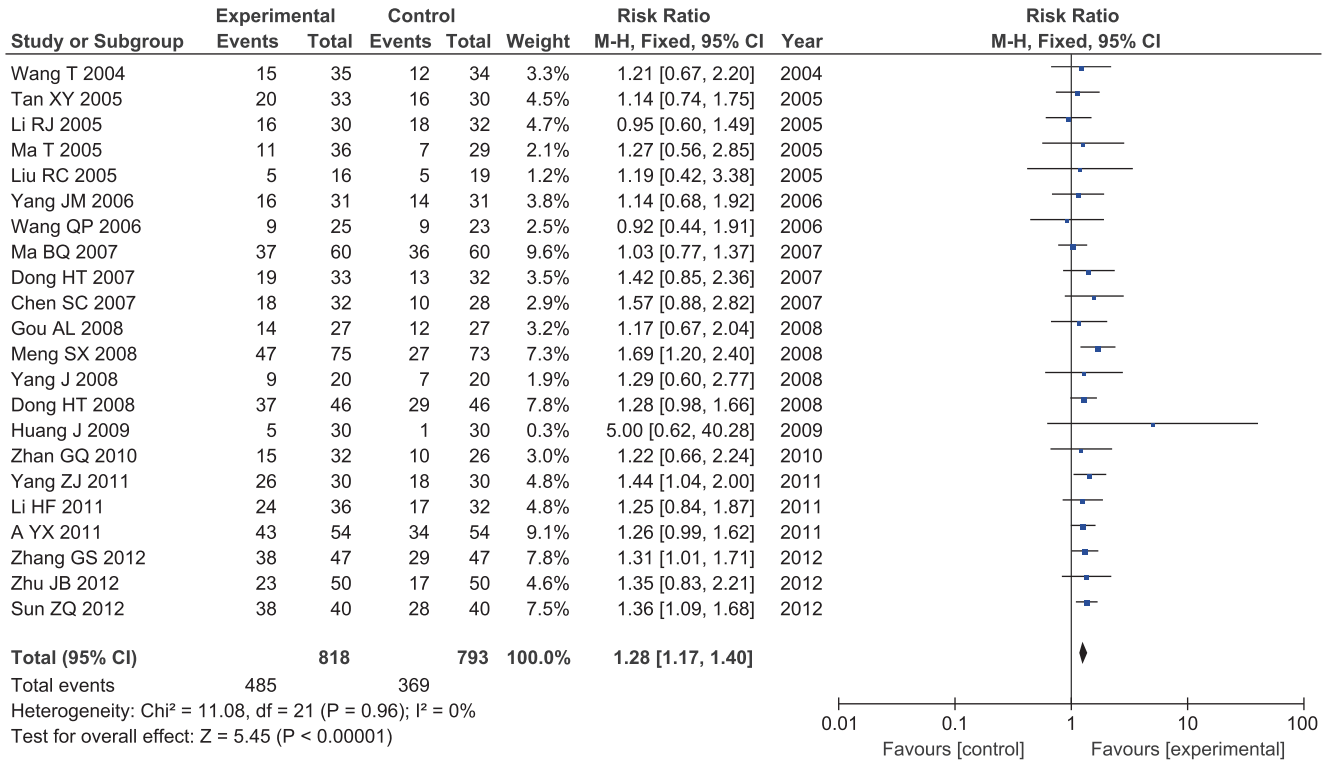 Experimental Control Risk Ratio Risk Ratio
Study or Subgroup Events Total Events Total Weight M-H, Fixed, 95% CI Year M-H, Fixed, 95% CI
Wang T 2004 15 35 12 34 3.3% 1.21 [0.67, 2.20] 2004
Tan XY 2005 20 33 16 30 4.5% 1.14 [0.74, 1.75] 2005
Li RJ 2005 16 30 18 32 4.7% 0.95 [0.60, 1.49] 2005
Ma T 2005 11 36 7 29 2.1% 1.27 [0.56, 2.85] 2005
Liu RC 2005 5 16 5 19 1.2% 1.19 [0.42, 3.38] 2005
Yang JM 2006 16 31 14 31 3.8% 1.14 [0.68, 1.92] 2006
Wang QP 2006 9 25 9 23 2.5% 0.92 [0.44, 1.91] 2006
Ma BQ 2007 37 60 36 60 9.6% 1.03 [0.77, 1.37] 2007
Dong HT 2007 19 33 13 32 3.5% 1.42 [0.85, 2.36] 2007
Chen SC 2007 18 32 10 28 2.9% 1.57 [0.88, 2.82] 2007
Gou AL 2008 14 27 12 27 3.2% 1.17 [0.67, 2.04] 2008
Meng SX 2008 47 75 27 73 7.3% 1.69 [1.20, 2.40] 2008
Yang J 2008 9 20 7 20 1.9% 1.29 [0.60, 2.77] 2008
Dong HT 2008 37 46 29 46 7.8% 1.28 [0.98, 1.66] 2008
Huang J 2009 5 30 1 30 0.3% 5.00 [0.62, 40.28] 2009
Zhan GQ 2010 15 32 10 26 3.0% 1.22 [0.66, 2.24] 2010
Yang ZJ 2011 26 30 18 30 4.8% 1.44 [1.04, 2.00] 2011
Li HF 2011 24 36 17 32 4.8% 1.25 [0.84, 1.87] 2011
A YX 2011 43 54 34 54 9.1% 1.26 [0.99, 1.62] 2011
Zhang GS 2012 38 47 29 47 7.8% 1.31 [1.01, 1.71] 2012
Zhu JB 2012 23 50 17 50 4.6% 1.35 [0.83, 2.21] 2012
Sun ZQ 2012 38 40 28 40 7.5% 1.36 [1.09, 1.68] 2012
Total (95% CI) 818 793 100.0% 1.28 [1.17, 1.40]
Total events 485 369
Heterogeneity: Chi² = 11.08, df = 21 (P = 0.96); I² = 0%
Test for overall effect: Z = 5.45 (P < 0.00001)
0.01 0.1 1 10 100
Favours [control] Favours [experimental]